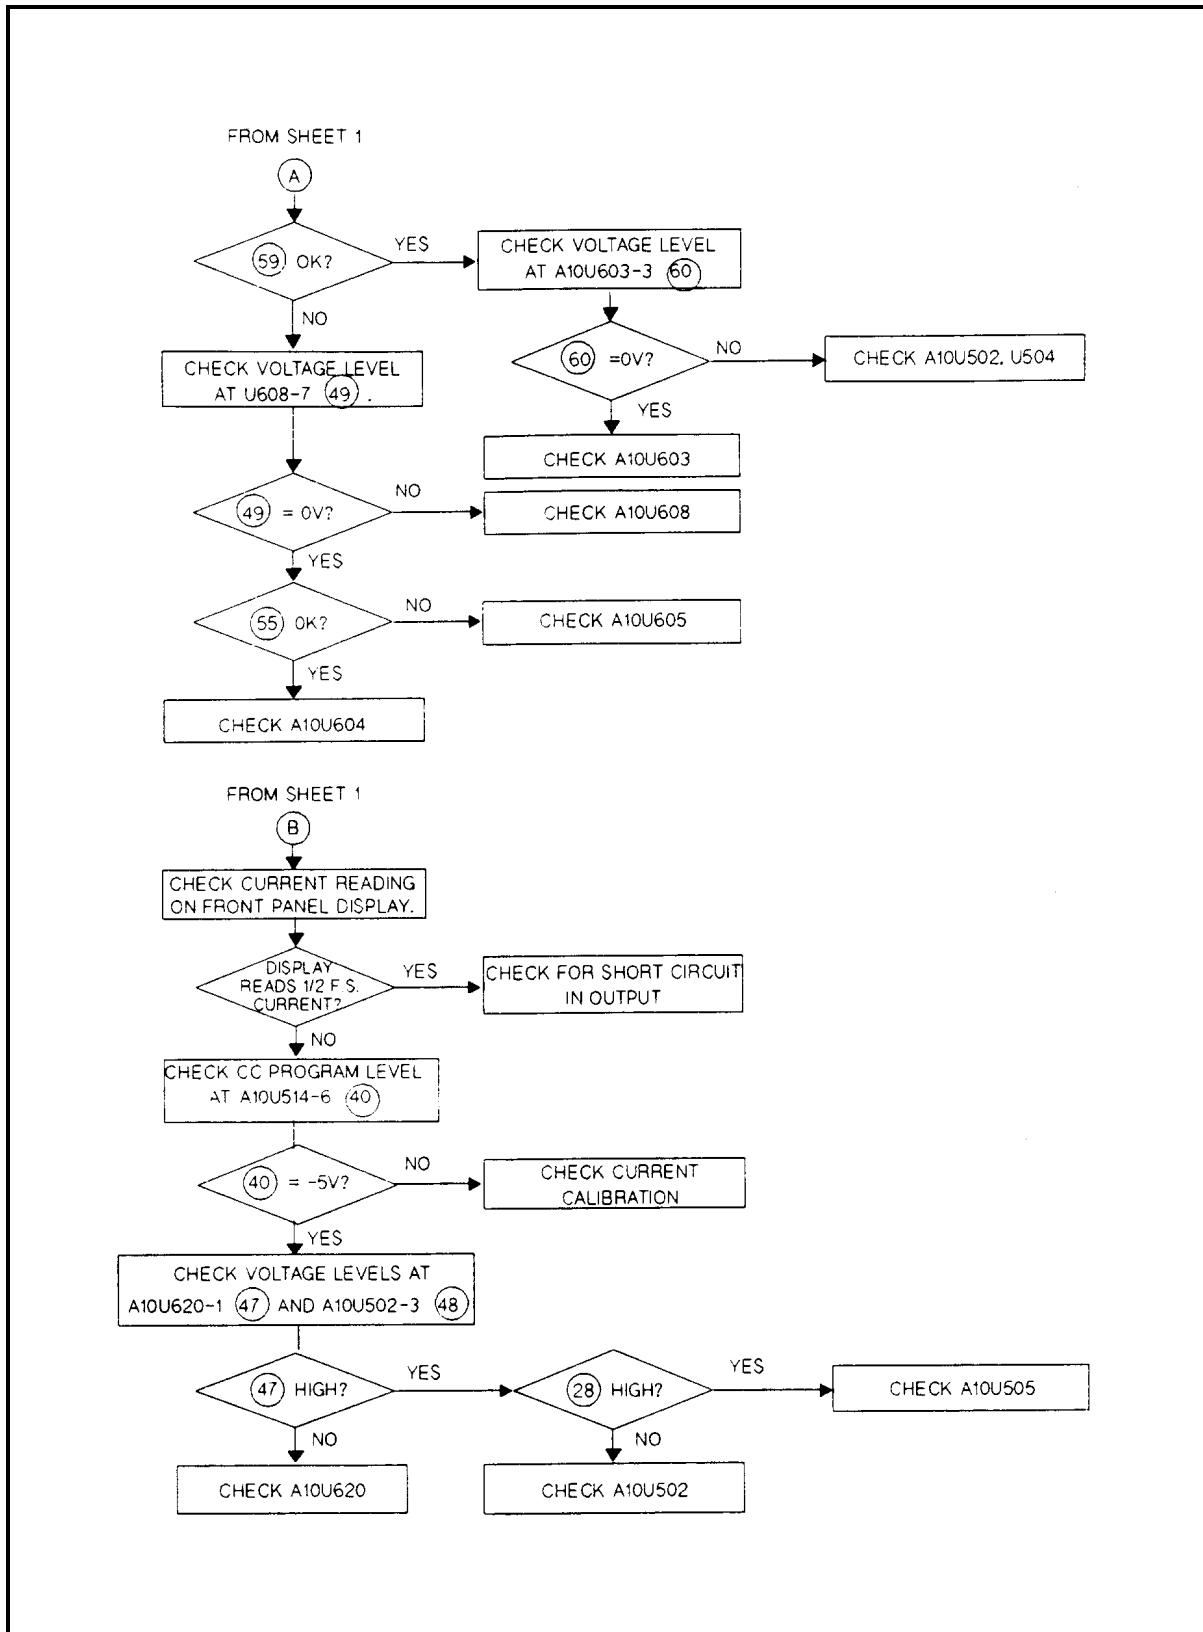 FROM SHEET 1
A
59 OK?
YES
CHECK VOLTAGE LEVEL
AT A10U603-3 60
NO
60 =0V?
NO
CHECK A10U502. U504
YES
CHECK A10U603
CHECK VOLTAGE LEVEL
AT U608-7 49 .
49 = 0V?
NO
CHECK A10U608
YES
55 OK?
NO
CHECK A10U605
YES
CHECK A10U604
FROM SHEET 1
B
CHECK CURRENT READING
ON FRONT PANEL DISPLAY.
DISPLAY
READS 1/2 F.S.
CURRENT?
YES
CHECK FOR SHORT CIRCUIT
IN OUTPUT
NO
CHECK CC PROGRAM LEVEL
AT A10U514-6 40
40 = -5V?
NO
CHECK CURRENT
CALIBRATION
YES
CHECK VOLTAGE LEVELS AT
A10U620-1 47 AND A10U502-3 48
47 HIGH?
YES
28 HIGH?
YES
CHECK A10U505
NO
CHECK A10U620
NO
CHECK A10U502